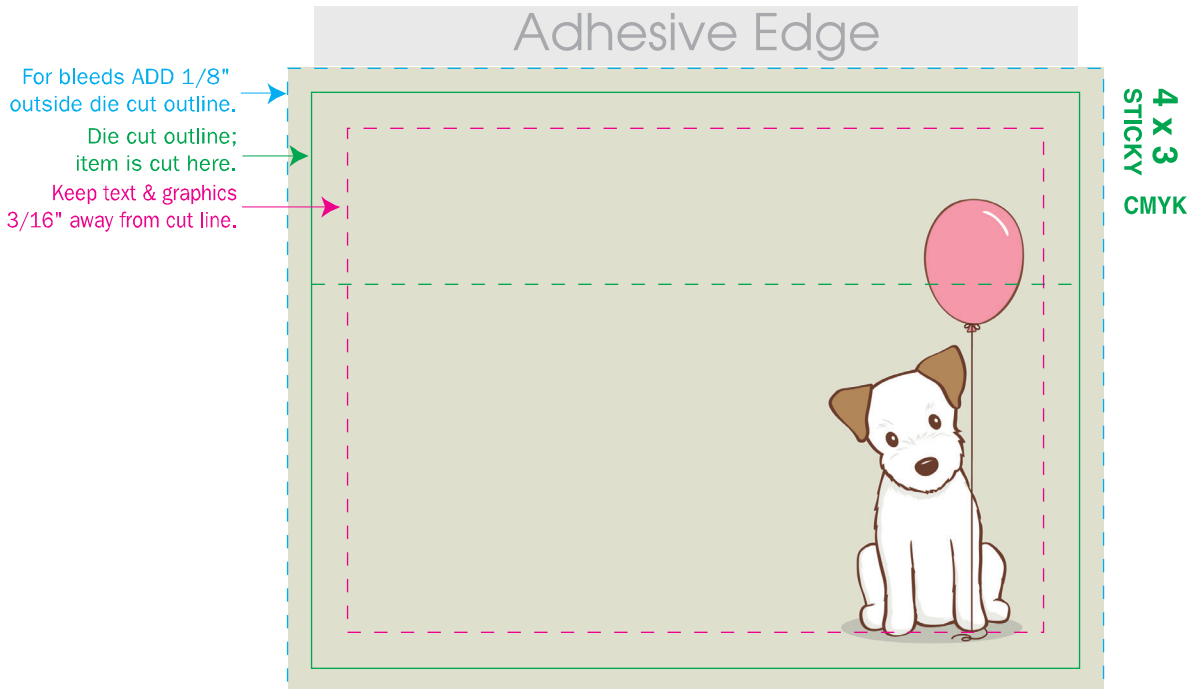 Adhesive Edge
For bleeds ADD 1/8"
outside die cut outline.
Die cut outline;
item is cut here.
Keep text & graphics
3/16" away from cut line.
4 x 3
STICKY
CMYK